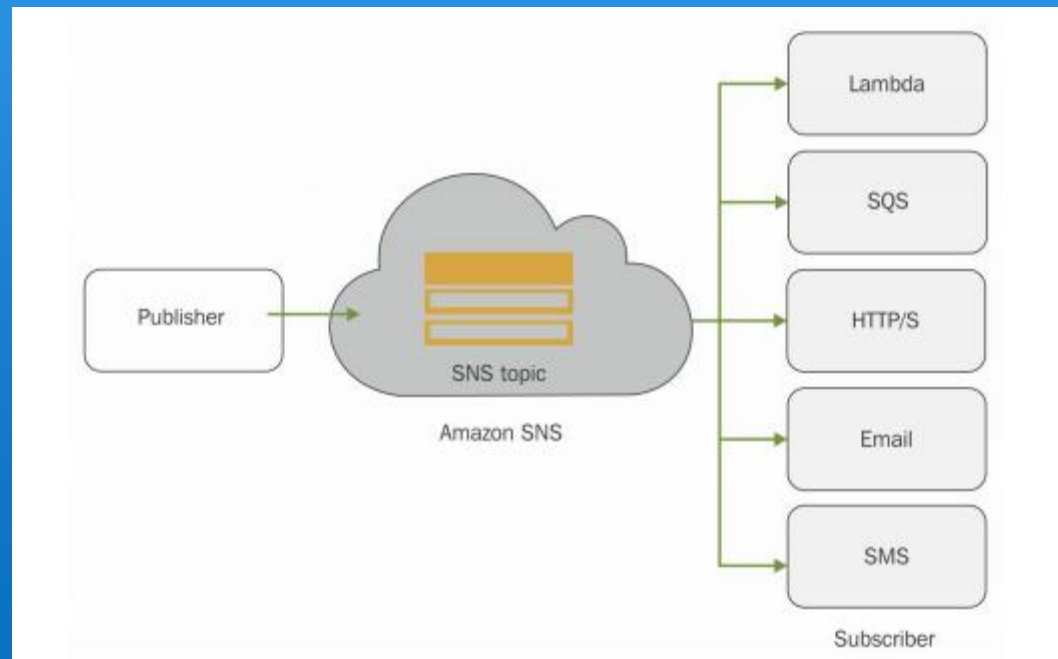 Publisher
SNS topic
Amazon SNS
Lambda
SQS
HTTP/S
Email
SMS
Subscriber